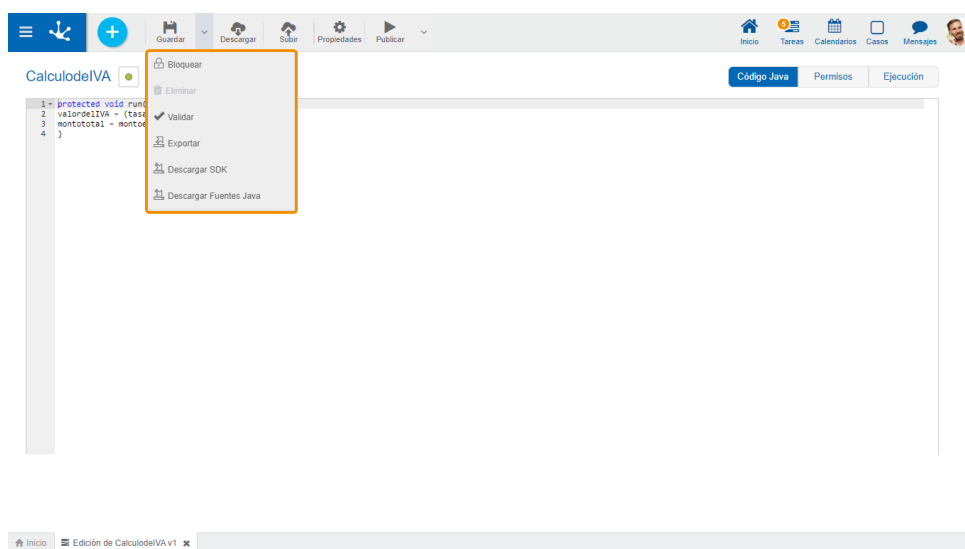 Guardar
Descargar
Subir
Propiedades
Publicar
Inicio
5
Tareas
Calendarios
Casos
Mensajes
CalculodeIVA
Código Java
Permisos
Ejecución
Bloquear
Eliminar
Validar
Exportar
Descargar SDK
Descargar Fuentes Java
1 protected void run(
2 valordelIVA = (tasa
3 montototal = montoe
4 }
Inicio
Edición de CalculodeIVA v1